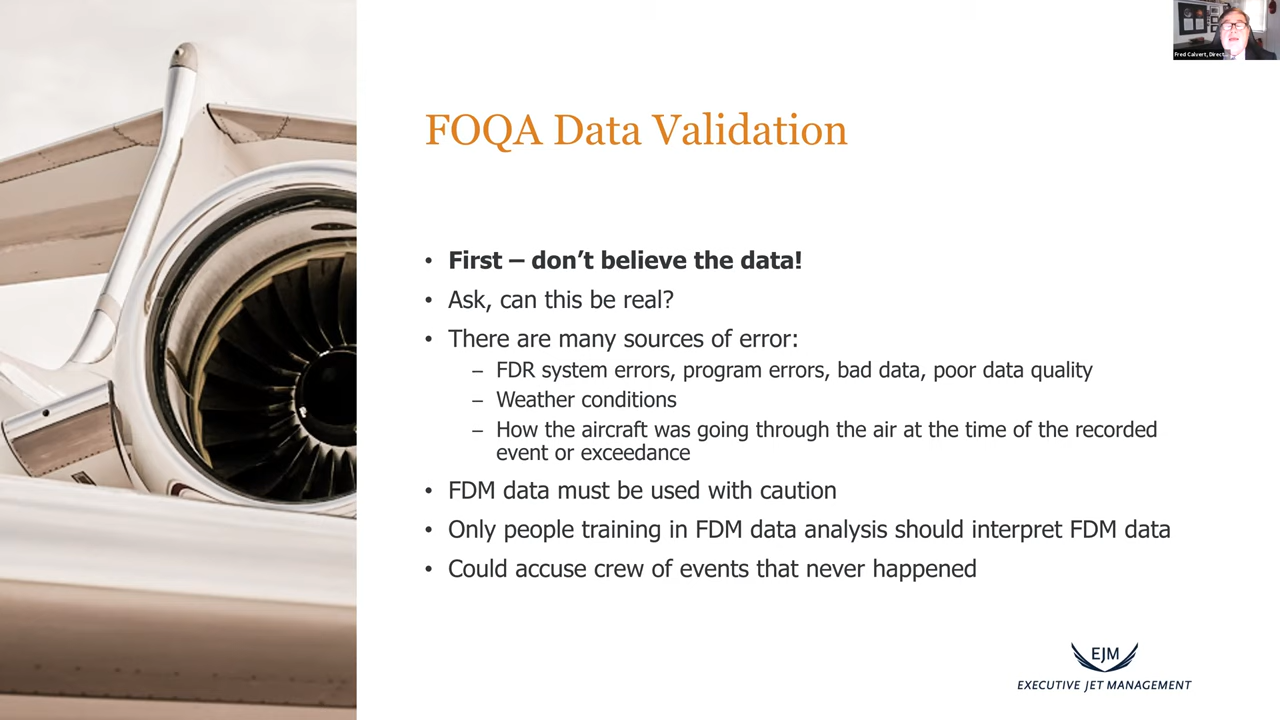 Fred Calvert, Direct...
FOQA Data Validation
• First – don’t believe the data!
• Ask, can this be real?
• There are many sources of error:
– FDR system errors, program errors, bad data, poor data quality
– Weather conditions
– How the aircraft was going through the air at the time of the recorded
event or exceedance
• FDM data must be used with caution
• Only people training in FDM data analysis should interpret FDM data
• Could accuse crew of events that never happened
EJM
EXECUTIVE JET MANAGEMENT